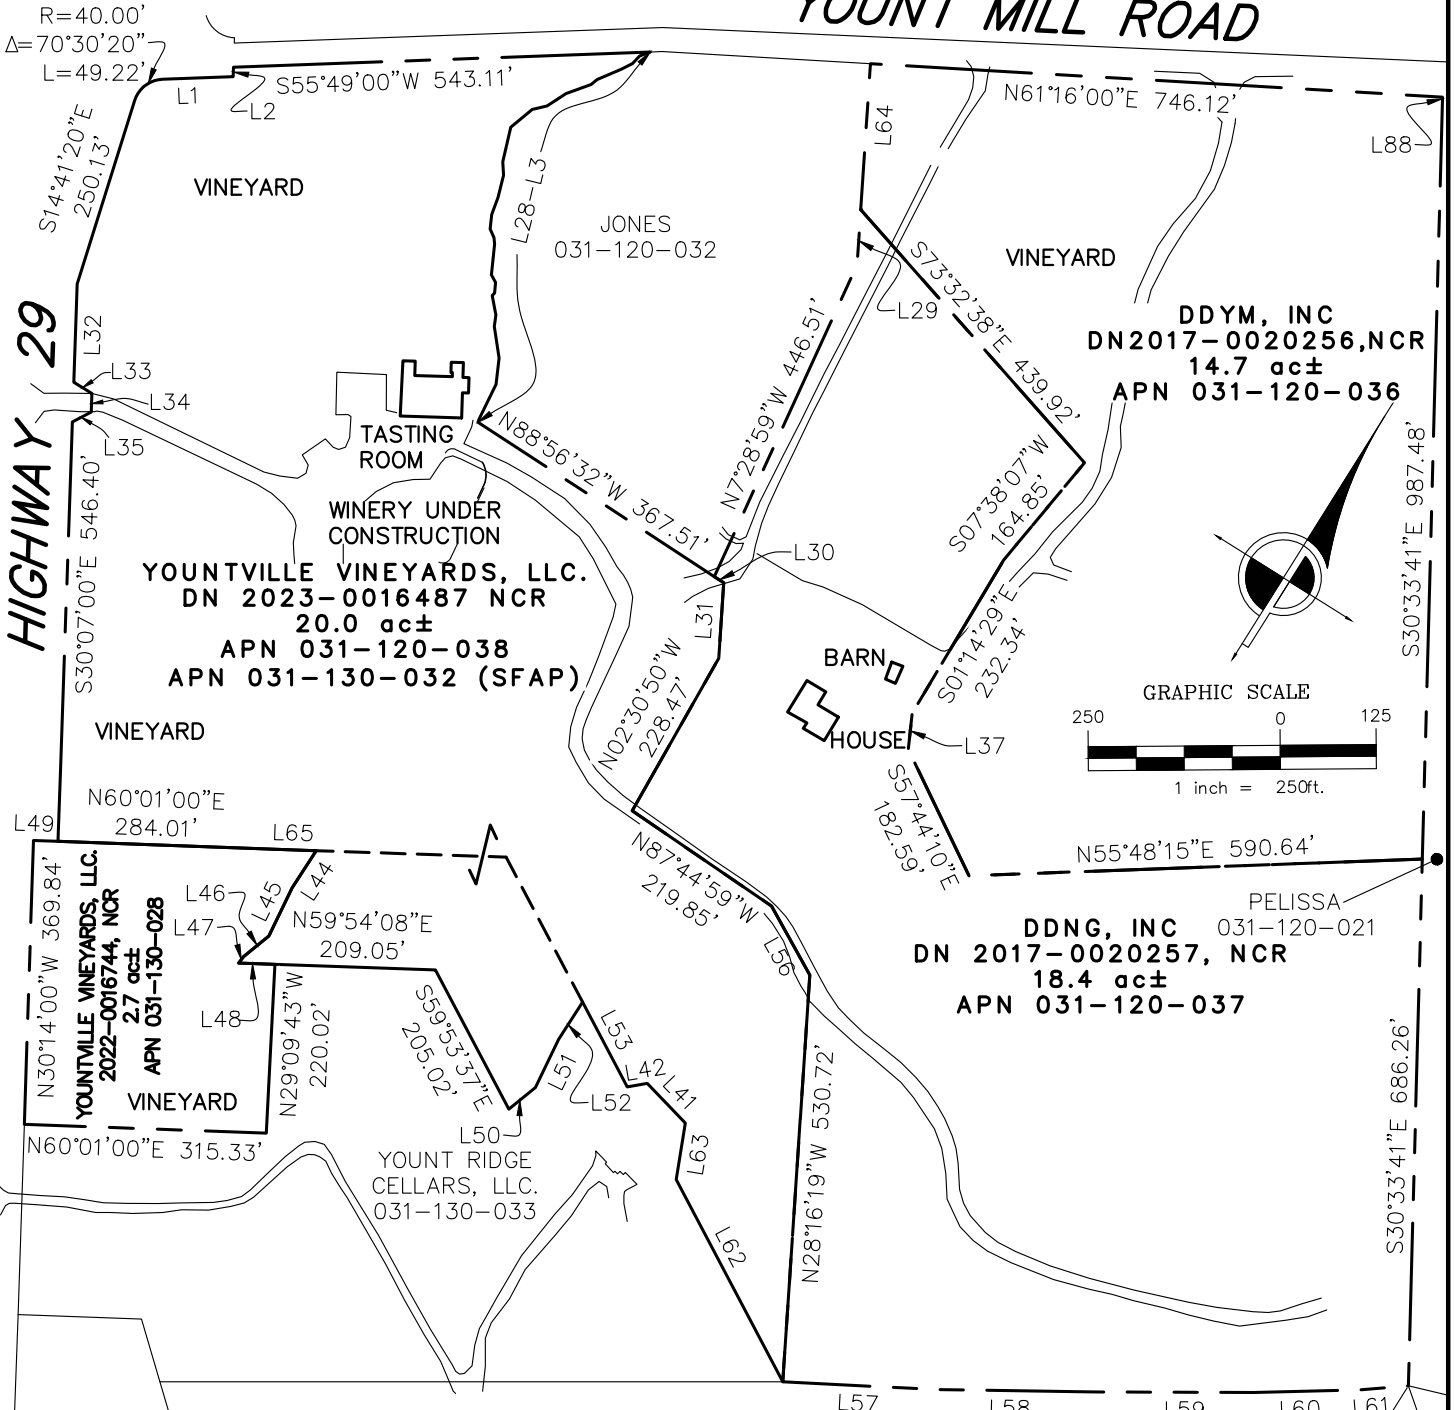 YOUNT MILL ROAD
R=40.00'
Δ=70°30'20"
L=49.22'
L1
L2
S55°49'00"W 543.11'
N61°16'00"E 746.12'
L88
S14°41'20"E
250.13'
VINEYARD
L28-L3
JONES
031-120-032
L64
VINEYARD
S73°32'38"E 439.92'
L29
HIGHWAY 29
L32
L33
L34
L35
N7°28'59"W 446.51'
DDYM, INC
DN2017-0020256,NCR
14.7 ac±
APN 031-120-036
TASTING
ROOM
N88°56'32"W 367.51'
S07°38'07"W
164.85'
S30°33'41"E 987.48'
S30°07'00"E 546.40'
WINERY UNDER
CONSTRUCTION
YOUNTVILLE VINEYARDS, LLC.
DN 2023-0016487 NCR
20.0 ac±
APN 031-120-038
APN 031-130-032 (SFAP)
L30
L31
S01°14'29"E
232.34'
BARN
HOUSE
L37
N02°30'50"W
228.47'
GRAPHIC SCALE
250 0 125
1 inch = 250ft.
VINEYARD
N60°01'00"E
284.01'
L49
L65
S57°44'10"E
182.59'
N55°48'15"E 590.64'
N87°44'59"W
219.85'
PELISSA
031-120-021
N30°14'00"W 369.84'
YOUNTVILLE VINEYARDS, LLC.
2022-0016744, NCR
2.7 ac±
APN 031-130-028
L46
L45
L44
L47
L48
N59°54'08"E
209.05'
DDNG, INC
DN 2017-0020257, NCR
18.4 ac±
APN 031-120-037
L56
N29°09'43"W
220.02'
S59°53'37"E
205.02'
L53
L51
L52
L42
L41
L50
VINEYARD
N60°01'00"E 315.33'
YOUNT RIDGE
CELLARS, LLC.
031-130-033
L63
L62
N28°16'19"W 530.72'
S30°33'41"E 686.26'
L57
L58
L59
L60
L61